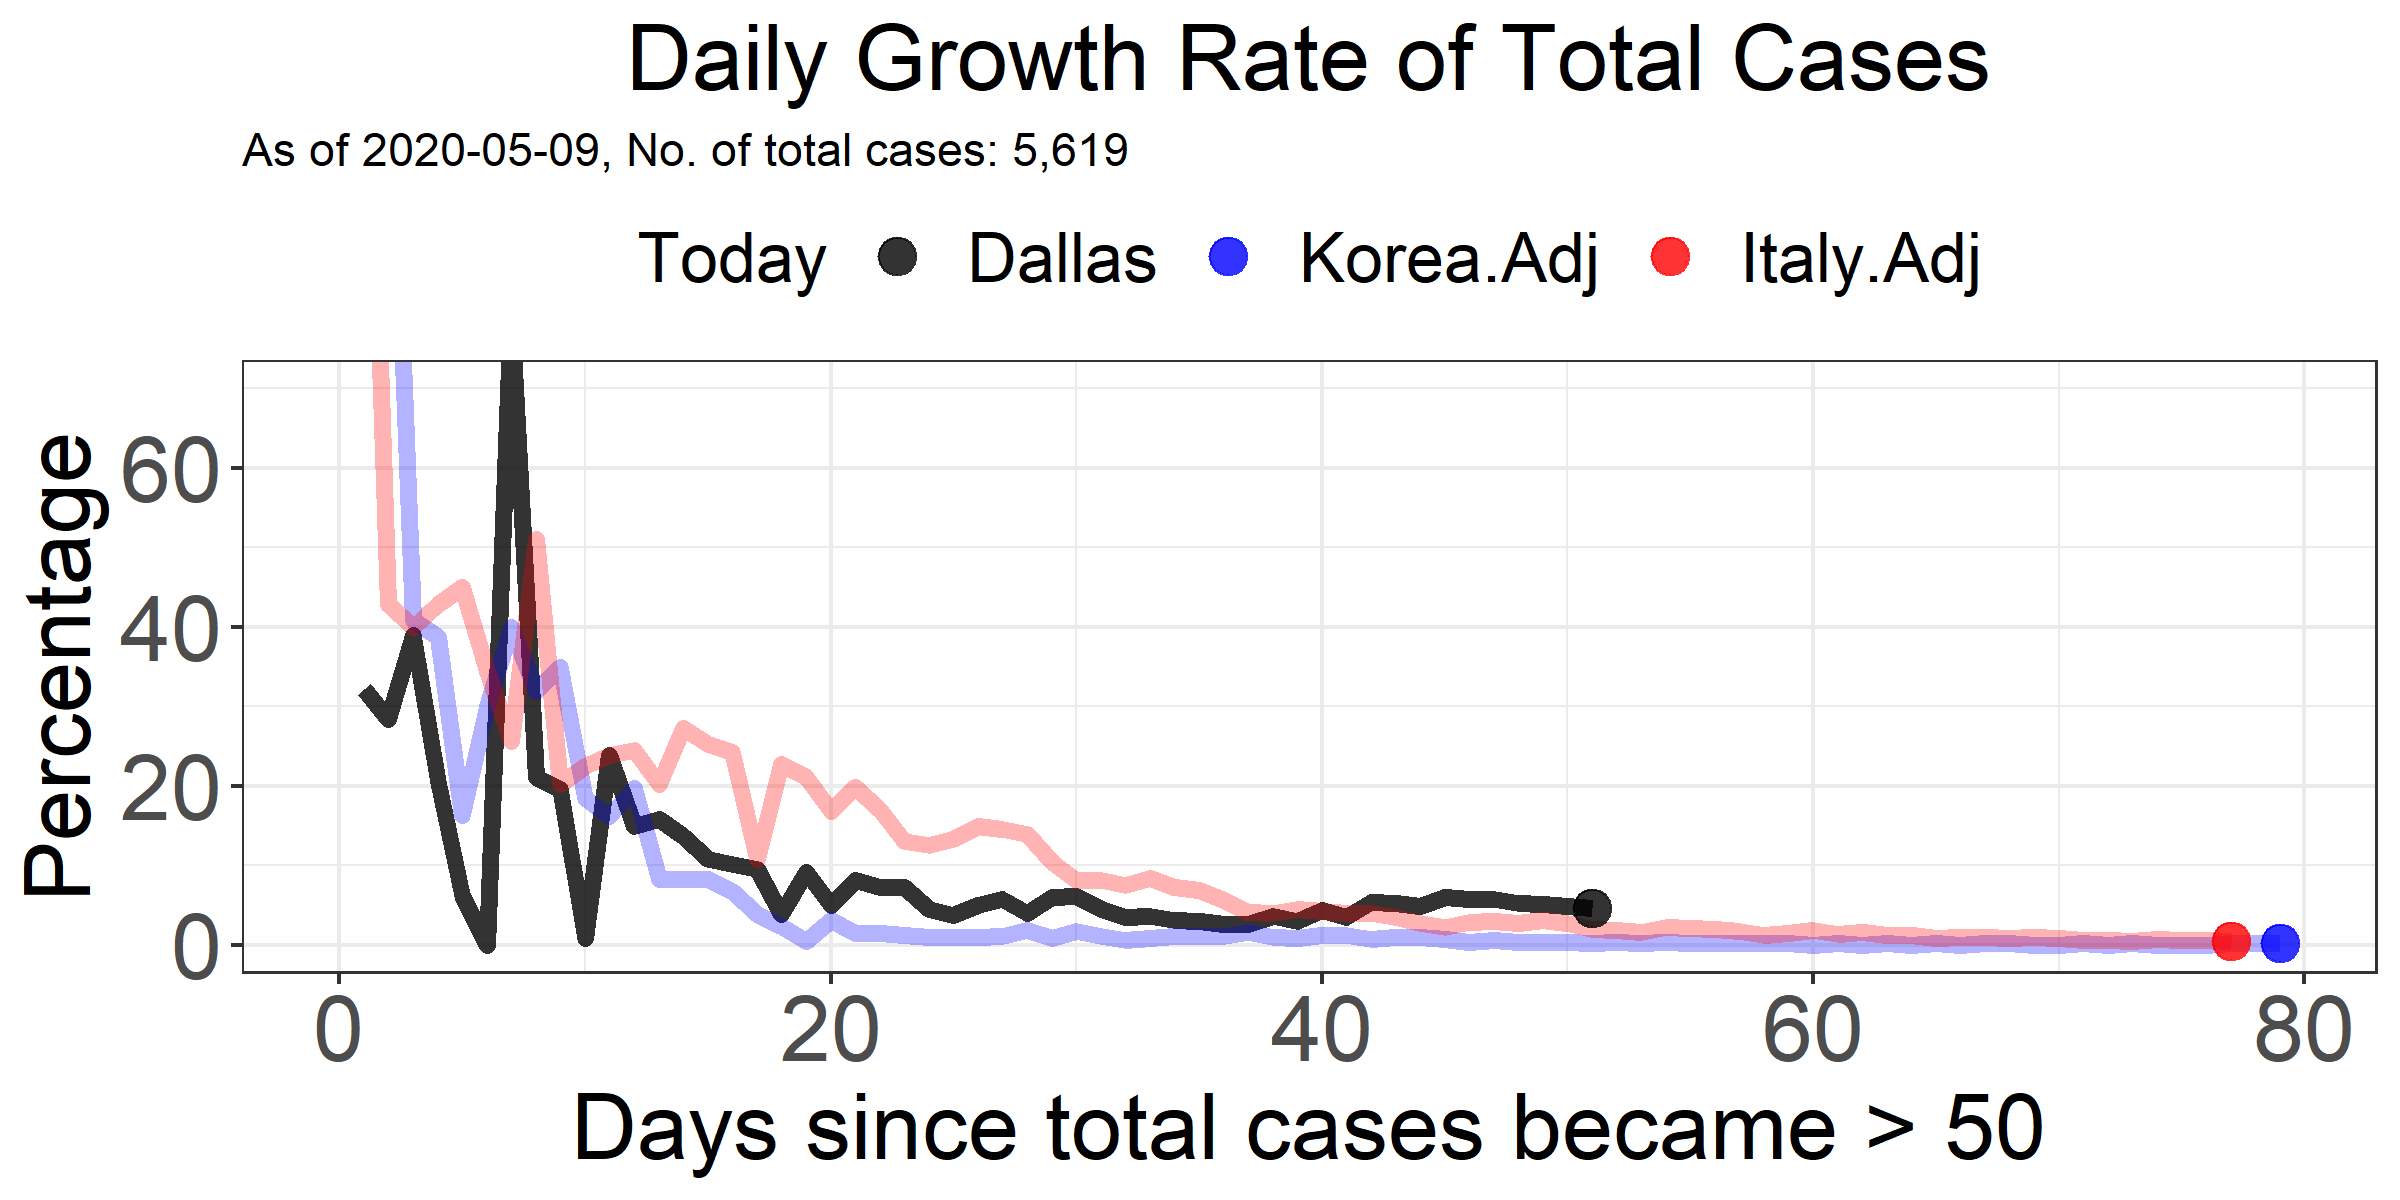 Daily Growth Rate of Total Cases
As of 2020-05-09, No. of total cases: 5,619
Today Dallas Korea.Adj Italy.Adj
Percentage
60
40
20
0
0 20 40 60 80
Days since total cases became > 50